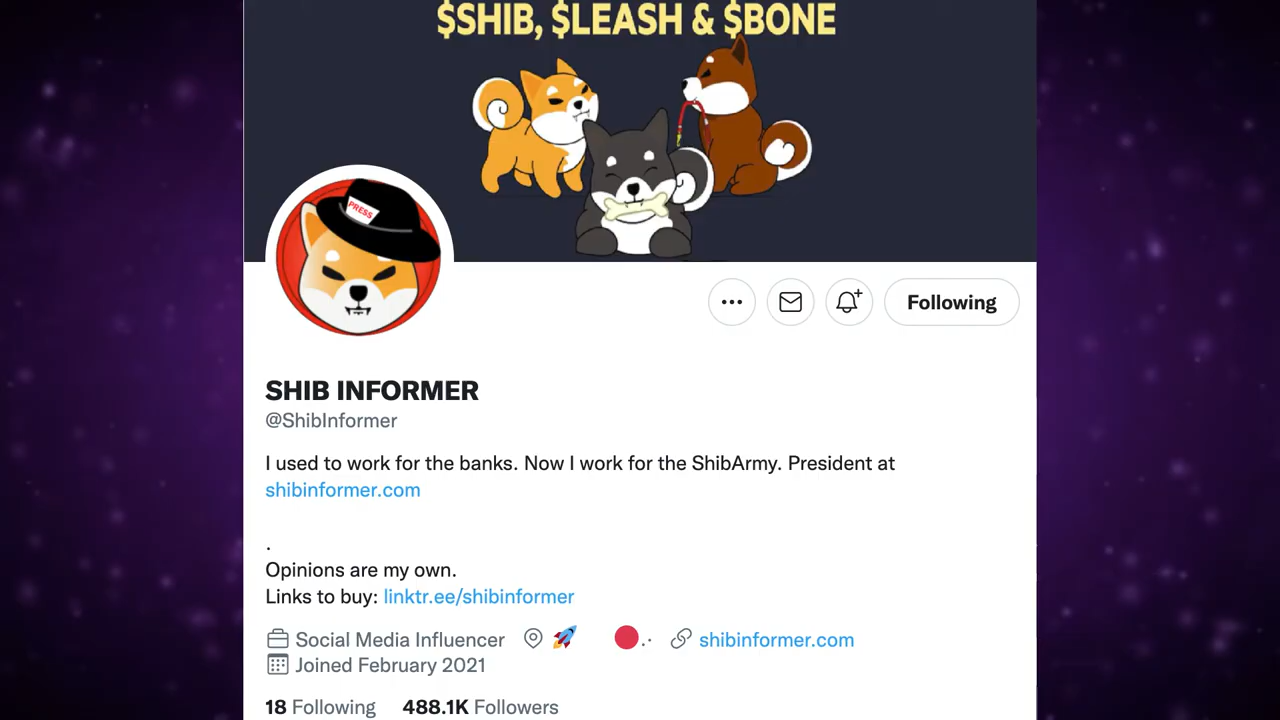 $SHIB, $LEASH & $BONE
PRESS
Following
SHIB INFORMER
@ShibInformer
I used to work for the banks. Now I work for the ShibArmy. President at
shibinformer.com
.
Opinions are my own.
Links to buy: linktr.ee/shibinformer
Social Media Influencer 🚀 🔴.· shibinformer.com
Joined February 2021
18 Following 488.1K Followers